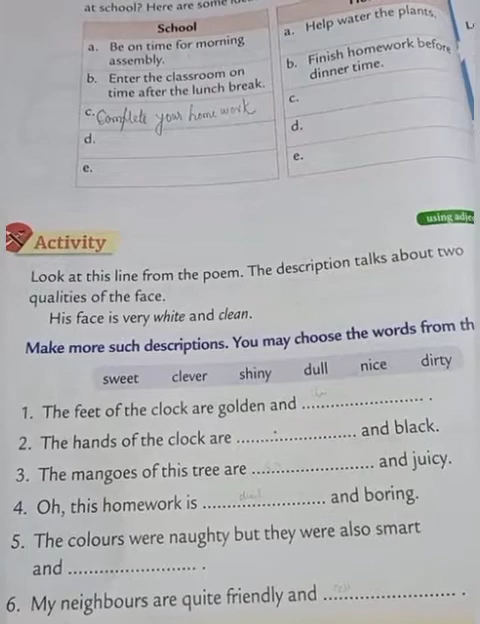 at school? Here are some
School
a. Be on time for morning
assembly.
b. Enter the classroom on
time after the lunch break.
c. Complete your home work
d.
e.
a. Help water the plants,
b. Finish homework before
dinner time.
c.
d.
e.
using
Activity
Look at this line from the poem. The description talks about two
qualities of the face.
His face is very white and clean.
Make more such descriptions. You may choose the words from th
sweet clever shiny dull nice dirty
1. The feet of the clock are golden and .......................... .
2. The hands of the clock are .......................... and black.
3. The mangoes of this tree are .......................... and juicy.
4. Oh, this homework is .......................... and boring.
5. The colours were naughty but they were also smart
and .......................... .
6. My neighbours are quite friendly and .......................... .